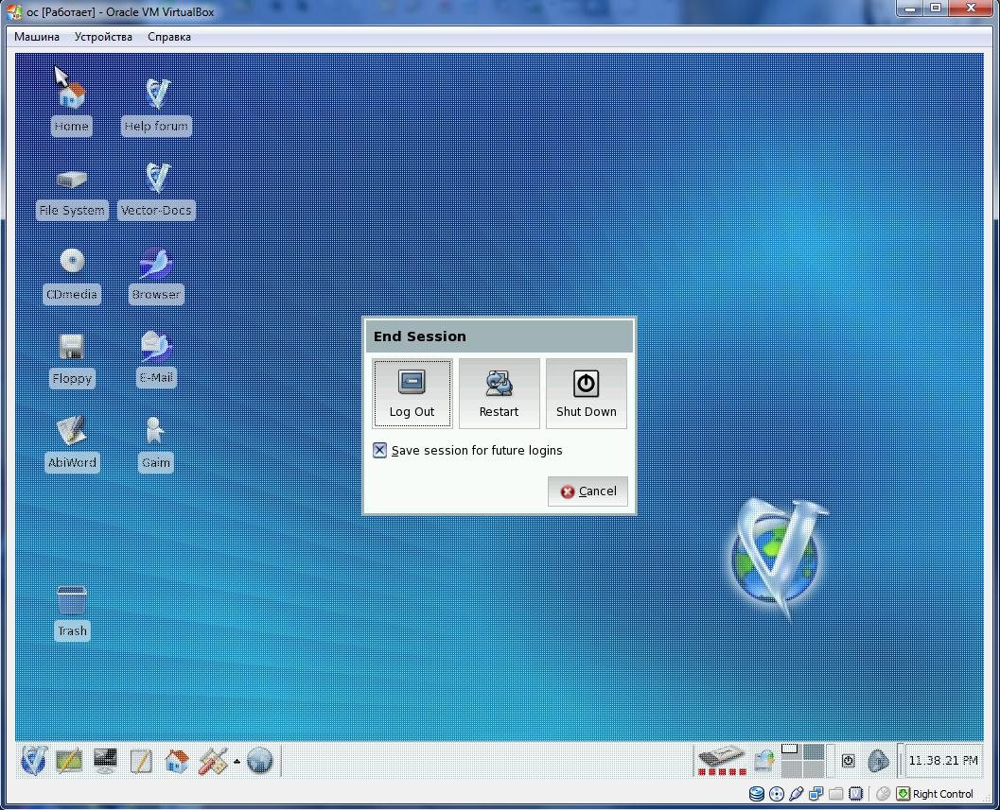 ос [Работает] - Oracle VM VirtualBox
Машина Устройства Справка
Home Help forum
File System Vector-Docs
CDmedia Browser
Floppy E-Mail
AbiWord Gaim
Trash
End Session
Log Out Restart Shut Down
Save session for future logins
Cancel
11.38.21 PM
Right Control